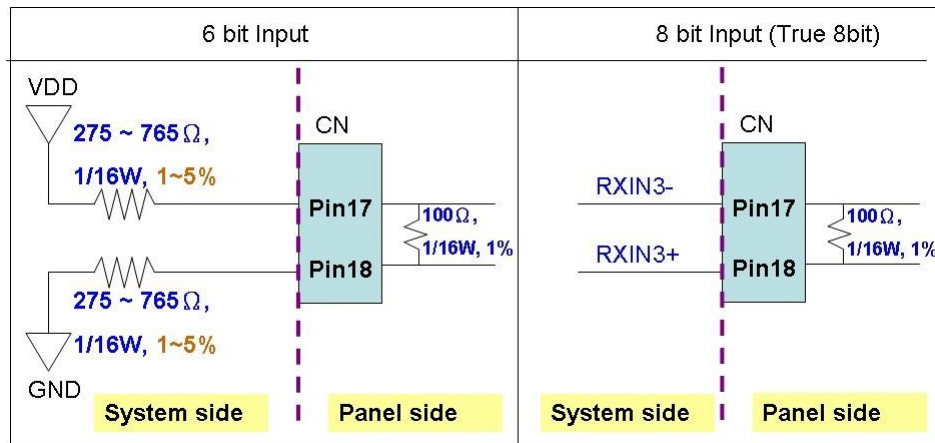 6 bit Input
VDD
275 ~ 765Ω,
1/16W, 1~5%
CN
Pin17
100Ω,
1/16W, 1%
Pin18
275 ~ 765Ω,
1/16W, 1~5%
GND
System side
Panel side
8 bit Input (True 8bit)
CN
RXIN3-
Pin17
100Ω,
1/16W, 1%
RXIN3+
Pin18
System side
Panel side